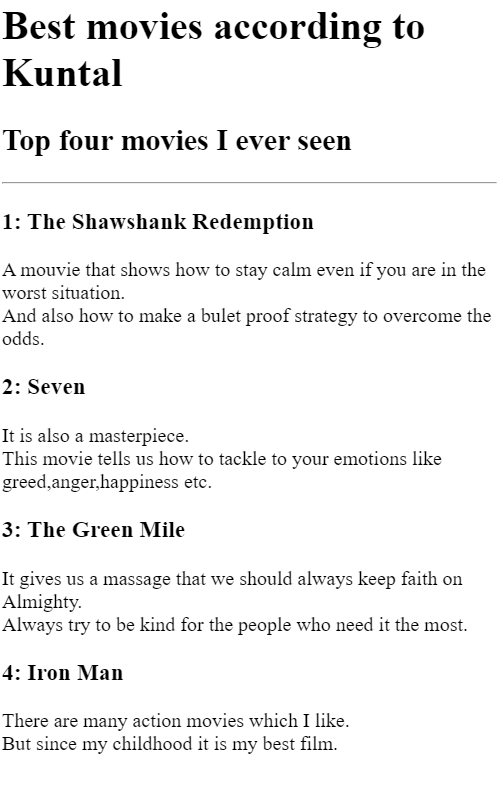 Best movies according to
Kuntal
Top four movies I ever seen
1: The Shawshank Redemption
A mouvie that shows how to stay calm even if you are in the
worst situation.
And also how to make a bulet proof strategy to overcome the
odds.
2: Seven
It is also a masterpiece.
This movie tells us how to tackle to your emotions like
greed,anger,happiness etc.
3: The Green Mile
It gives us a massage that we should always keep faith on
Almighty.
Always try to be kind for the people who need it the most.
4: Iron Man
There are many action movies which I like.
But since my childhood it is my best film.